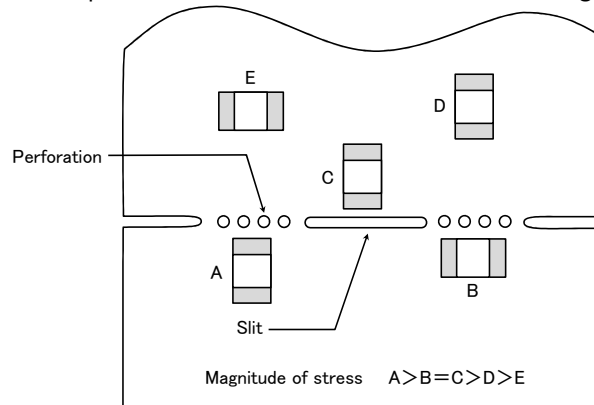 E
D
Perforation
C
A
B
Slit
Magnitude of stress A＞B＝C＞D＞E